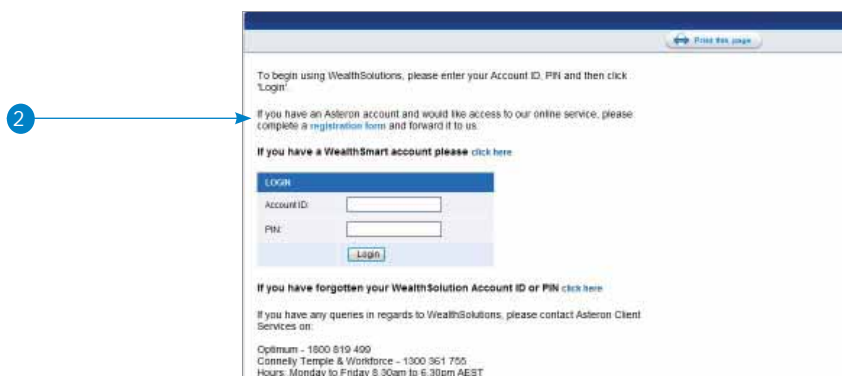 Print this page
To begin using WealthSolutions, please enter your Account ID, PIN and then click
'Login'.
2
If you have an Asteron account and would like access to our online service, please
complete a registration form and forward it to us.
If you have a WealthSmart account please click here
LOGIN
Account ID:
PIN:
Login
If you have forgotten your WealthSolution Account ID or PIN click here
If you have any queries in regards to WealthSolutions, please contact Asteron Client
Services on:
Optimum - 1800 819 499
Connelly Temple & Workforce - 1300 361 755
Hours: Monday to Friday 8.30am to 6.30pm AEST